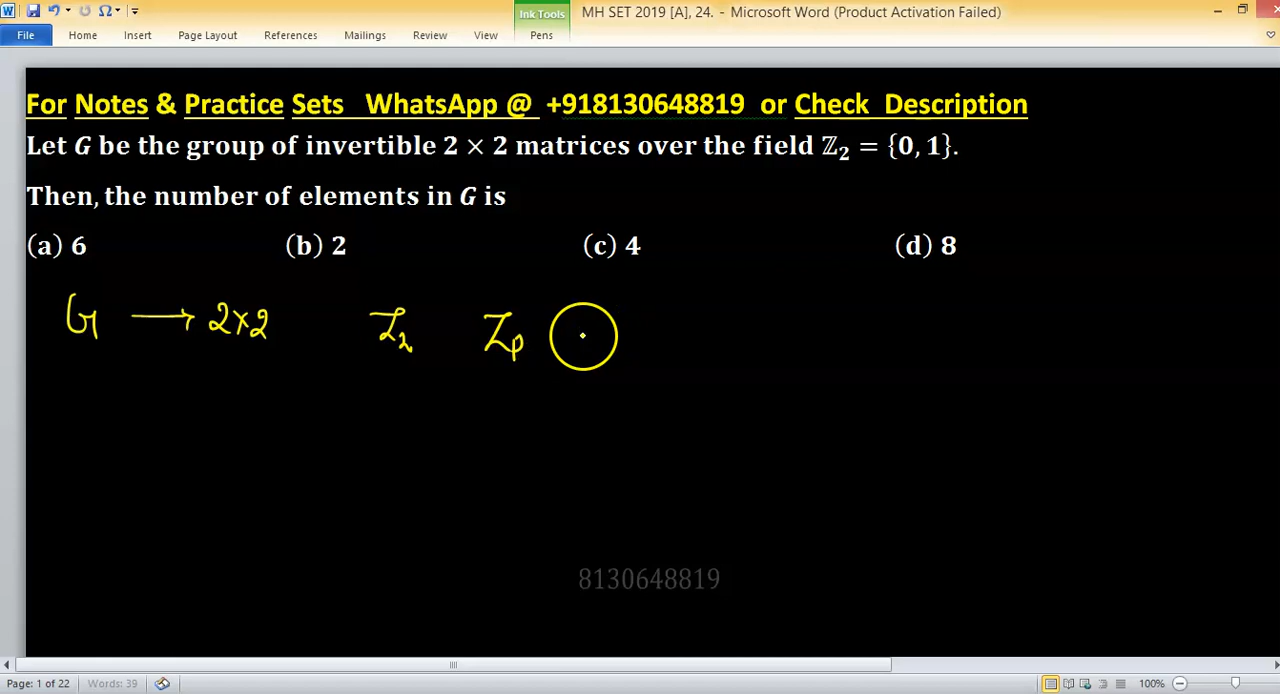 Ink Tools
MH SET 2019 [A], 24. - Microsoft Word (Product Activation Failed)
File Home Insert Page Layout References Mailings Review View Pens
For Notes & Practice Sets WhatsApp @ +918130648819 or Check Description
Let G be the group of invertible 2 × 2 matrices over the field ℤ₂ = {0, 1}.
Then, the number of elements in G is
(a) 6 (b) 2 (c) 4 (d) 8
G → 2×2 Z₂ Zₚ
8130648819
Page: 1 of 22 Words: 39 100%